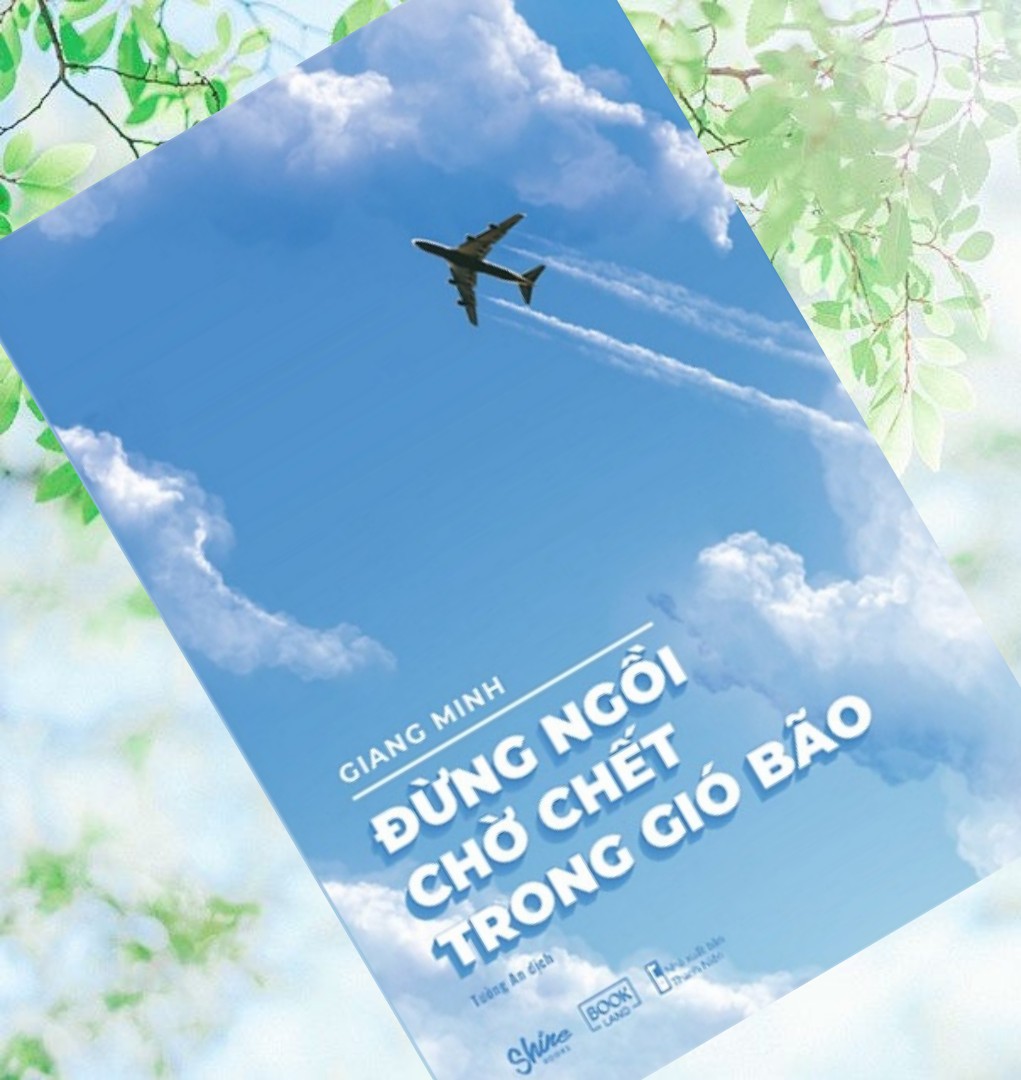 GIANG MINH
ĐỪNG NGỒI
CHỜ CHẾT
TRONG GIÓ BÃO
Tường An dịch
Shine
BOOKS
BOOK
LAND
Nhà xuất bản
Thanh Niên